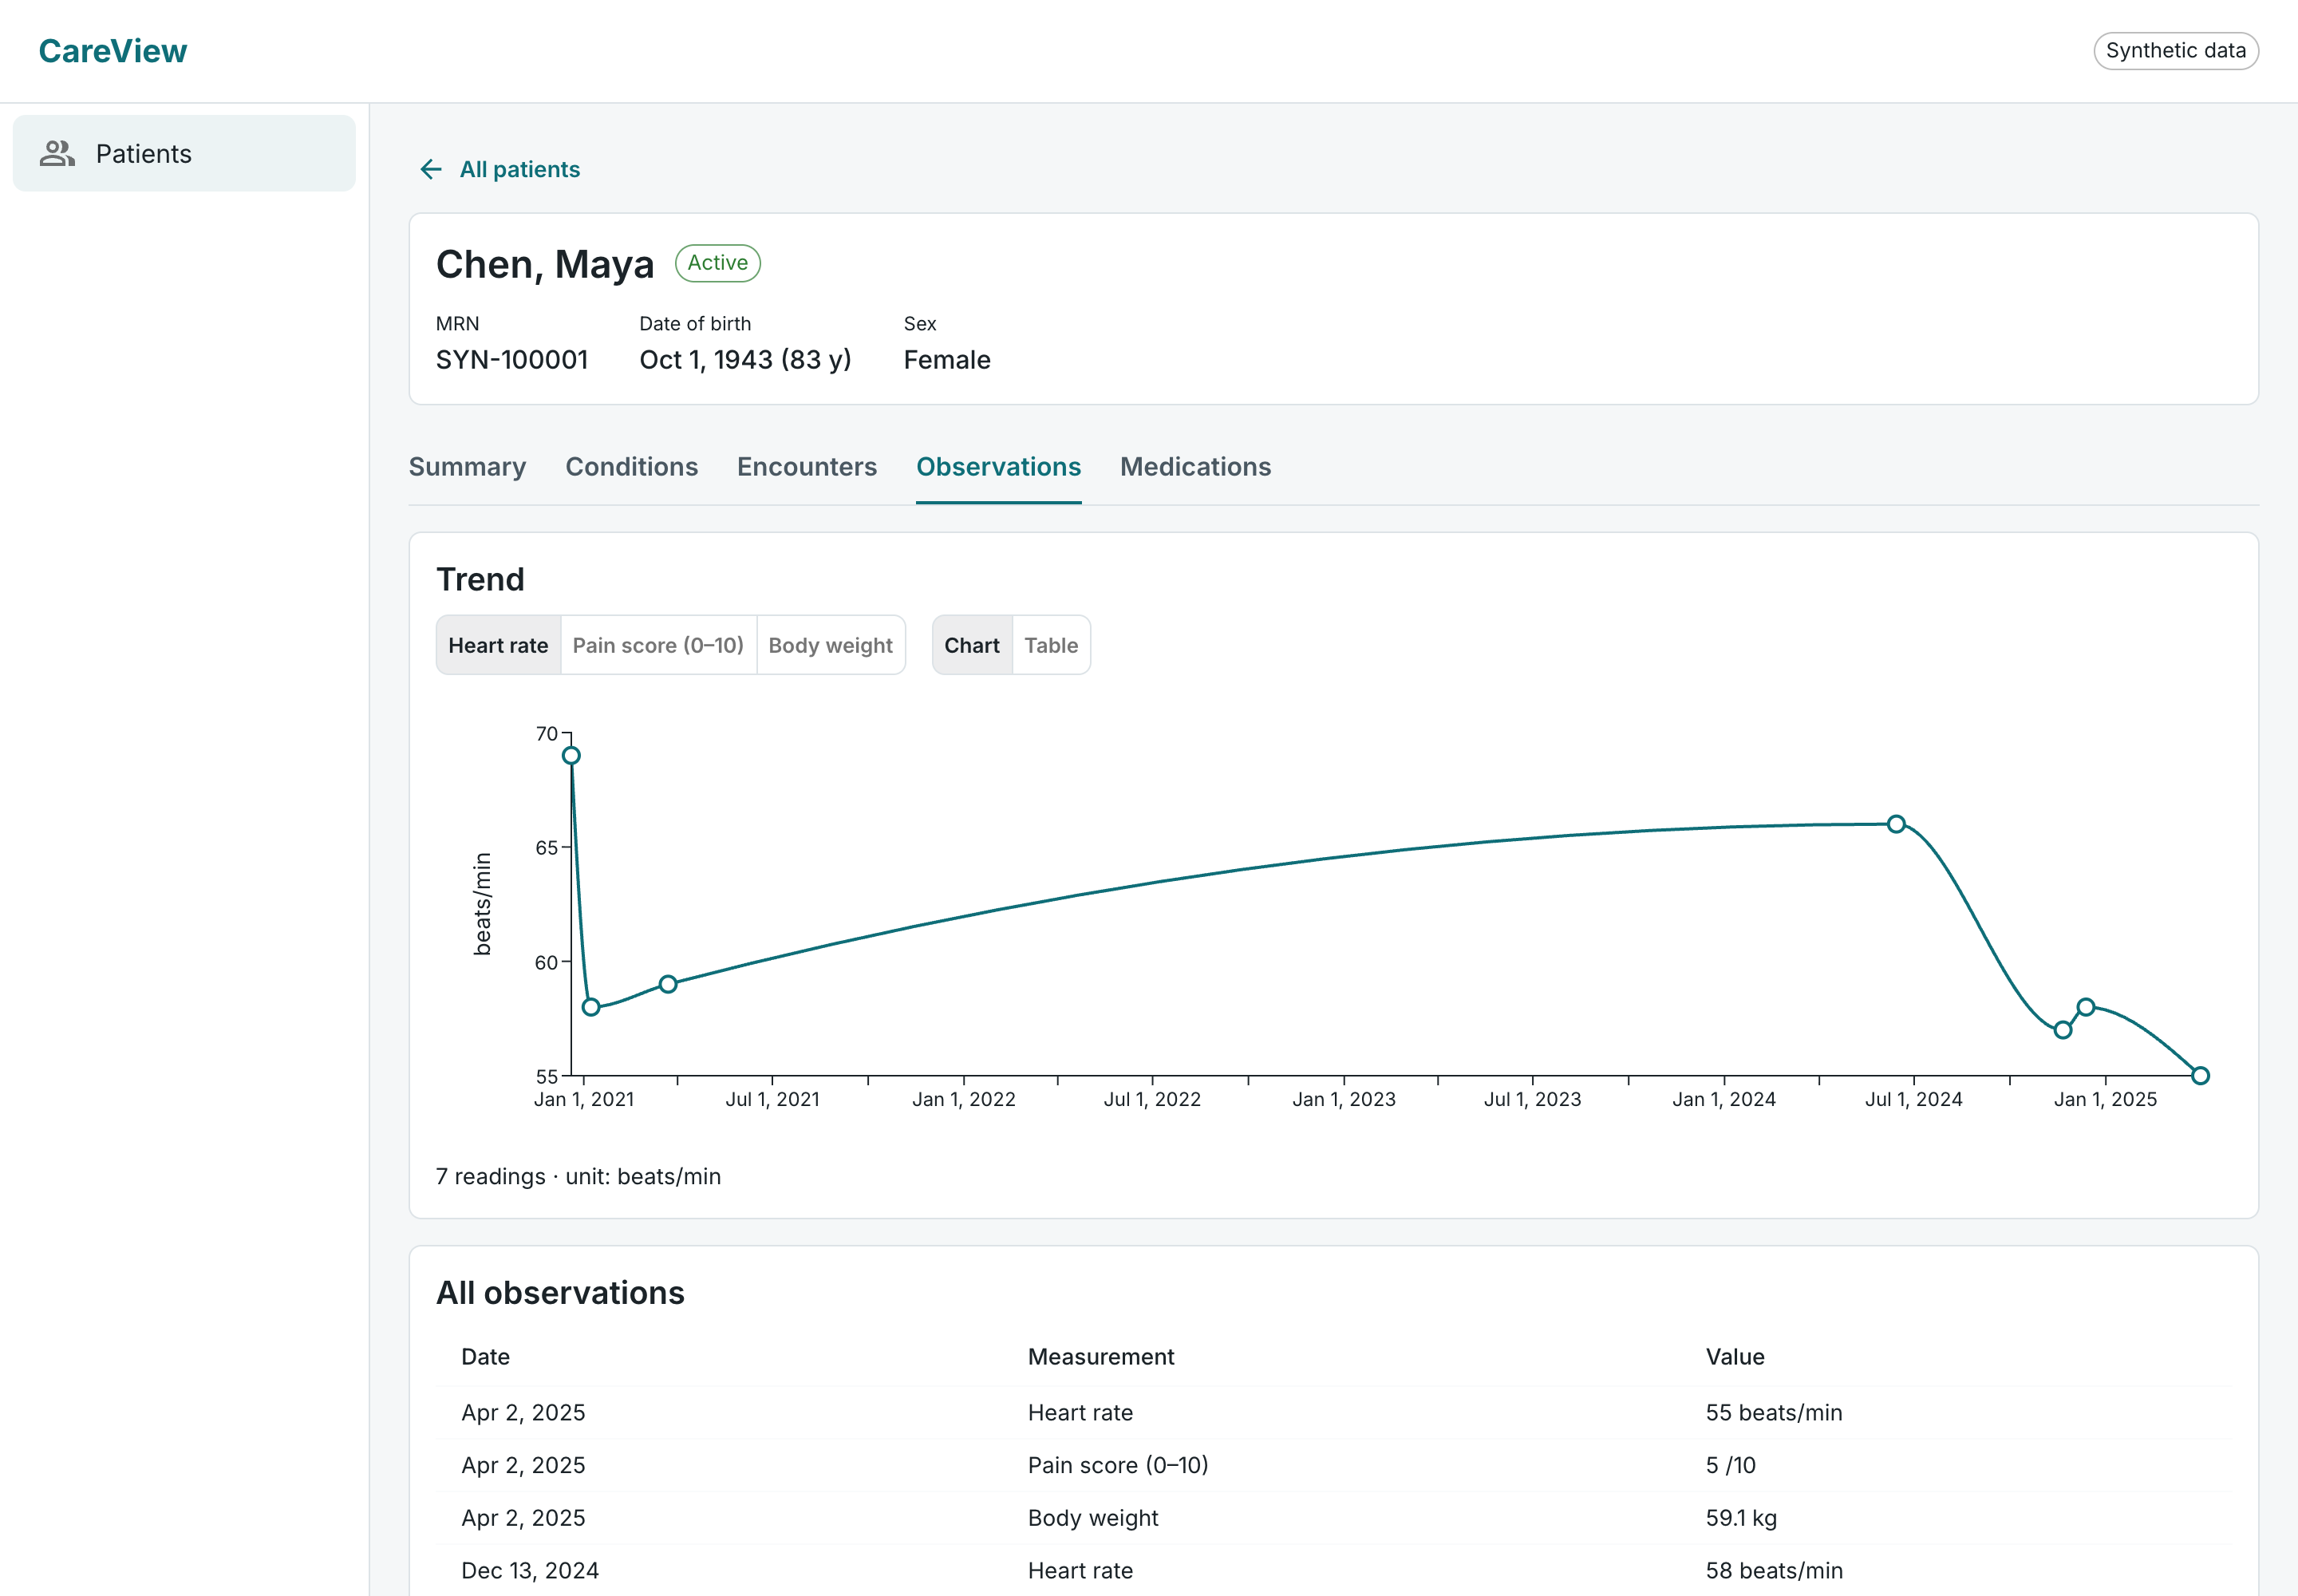 CareView
Synthetic data
Patients
All patients
Chen, Maya
Active
MRN
Date of birth
Sex
SYN-100001
Oct 1, 1943 (83 y)
Female
Summary
Conditions
Encounters
Observations
Medications
Trend
Heart rate
Pain score (0–10)
Body weight
Chart
Table
beats/min
70
65
60
55
Jan 1, 2021
Jul 1, 2021
Jan 1, 2022
Jul 1, 2022
Jan 1, 2023
Jul 1, 2023
Jan 1, 2024
Jul 1, 2024
Jan 1, 2025
7 readings · unit: beats/min
All observations
Date Measurement Value
Apr 2, 2025 Heart rate 55 beats/min
Apr 2, 2025 Pain score (0–10) 5 /10
Apr 2, 2025 Body weight 59.1 kg
Dec 13, 2024 Heart rate 58 beats/min